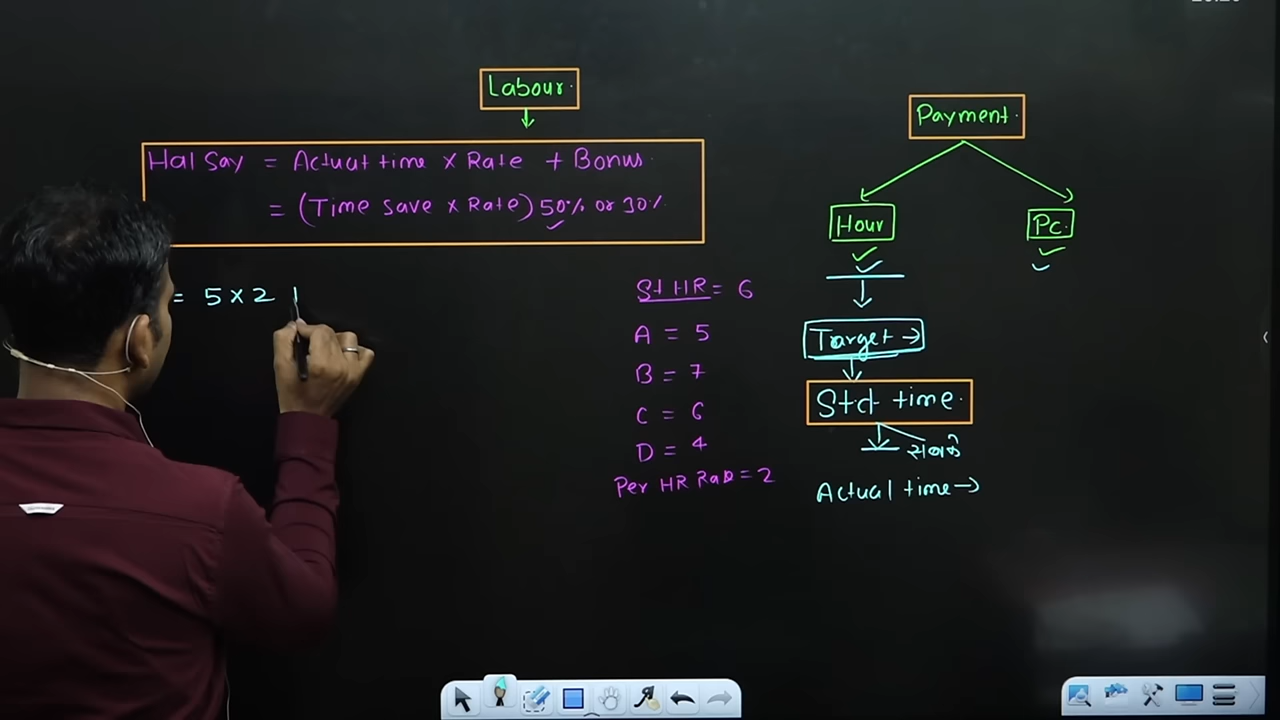 Labour
Hal Say = Actual time × Rate + Bonus
= (Time save × Rate) 50% or 30%
= 5 × 2
St HR = 6
A = 5
B = 7
C = 6
D = 4
Per HR Rate = 2
Payment
Hour
Pc.
Target →
Std time
Actual time →